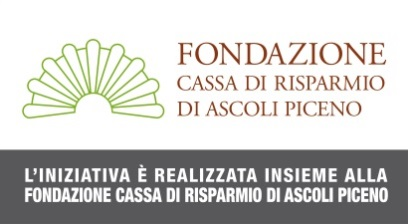 FONDAZIONE
CASSA DI RISPARMIO
DI ASCOLI PICENO
L'INIZIATIVA È REALIZZATA INSIEME ALLA
FONDAZIONE CASSA DI RISPARMIO DI ASCOLI PICENO